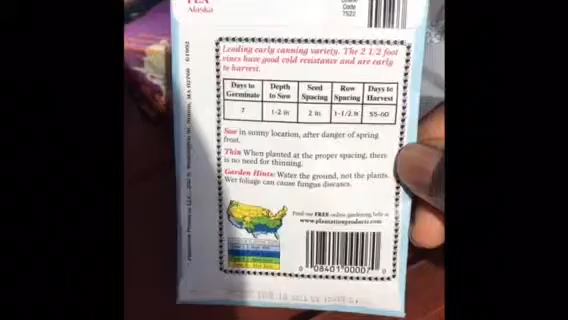 PEA
Alaska
Code
7522
Leading early canning variety. The 2 1/2 foot
vines have good cold resistance and are early
to harvest.
Days to Germinate Depth to Sow Seed Spacing Row Spacing Days to Harvest
7 1-2 in 2 in 1-1/2 ft 55-60
Sow in sunny location, after danger of spring
frost.
Thin When planted at the proper spacing, there
is no need for thinning.
Garden Hints: Water the ground, not the plants.
Wet foliage can cause fungus diseases.
Find our FREE online gardening help at
www.plantationproducts.com
0 08401 00007 0